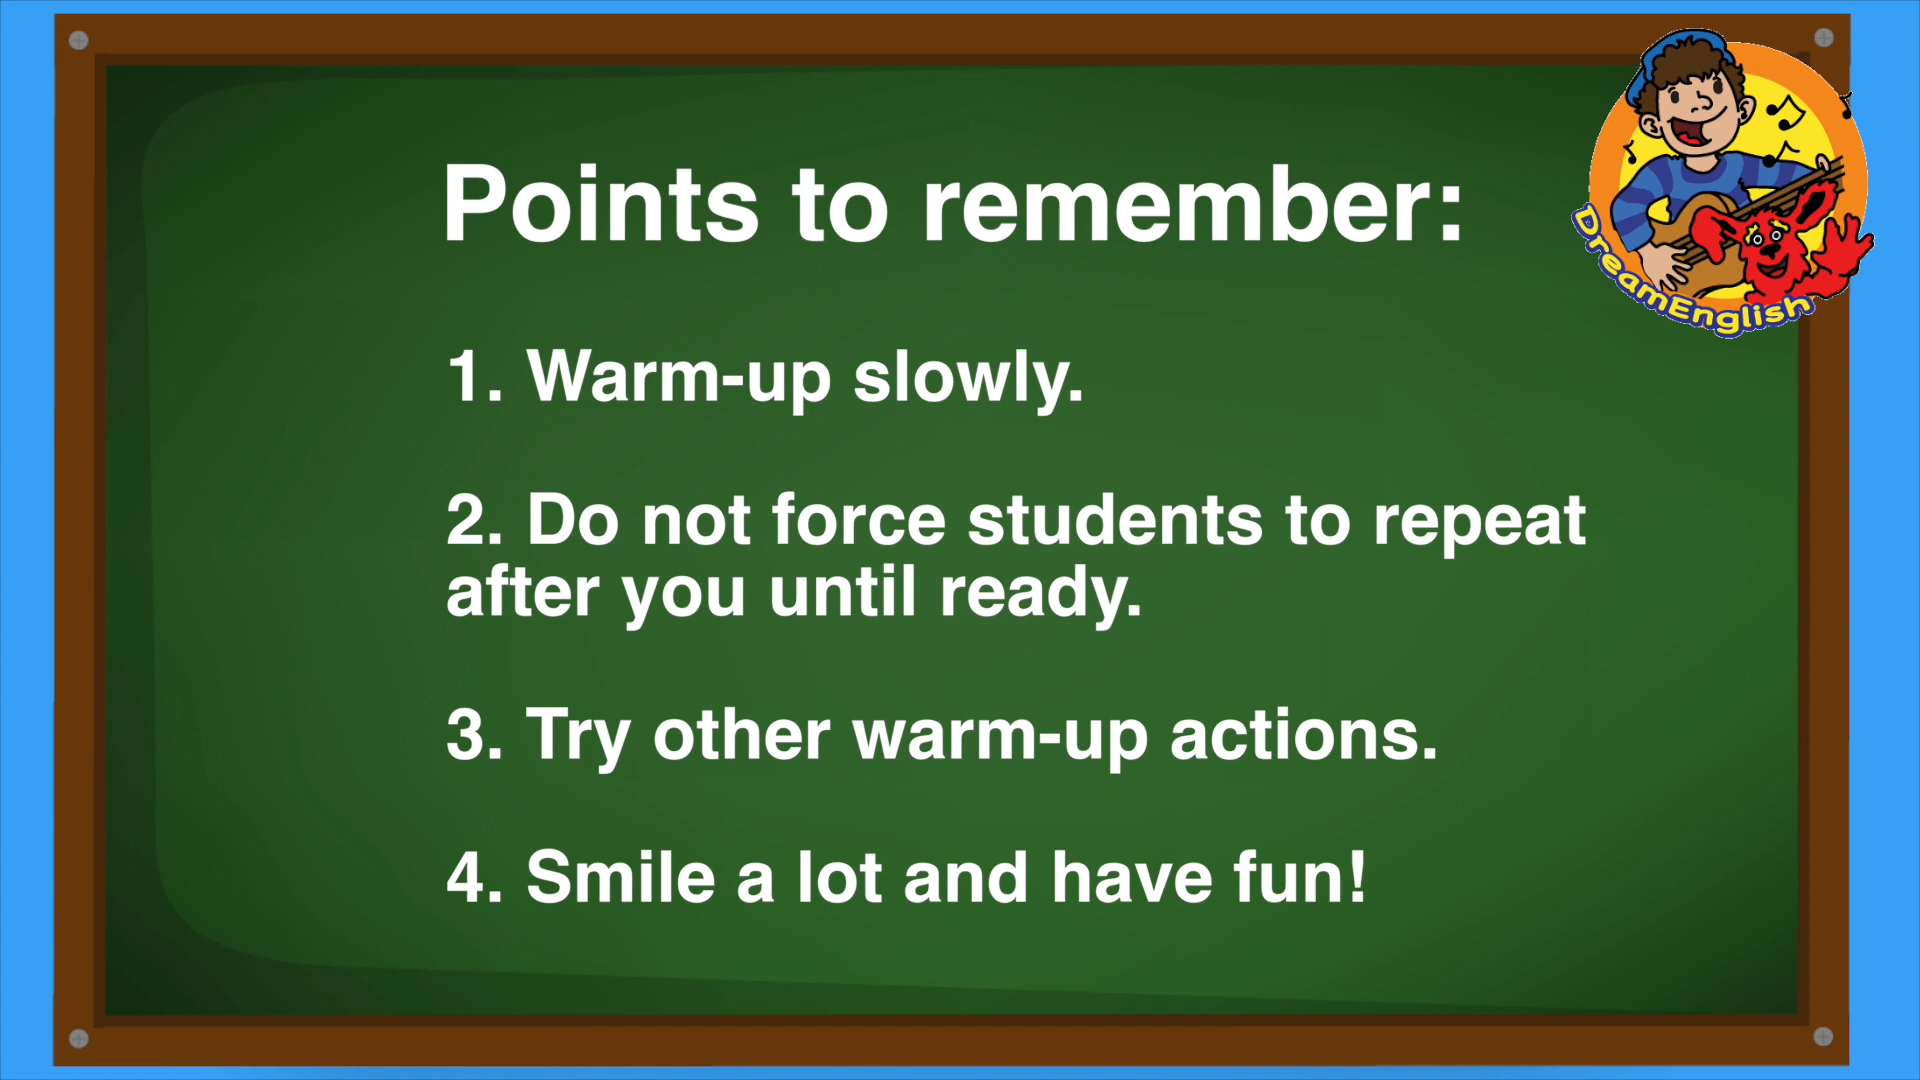 Points to remember:
1. Warm-up slowly.
2. Do not force students to repeat
after you until ready.
3. Try other warm-up actions.
4. Smile a lot and have fun!
DreamEnglish